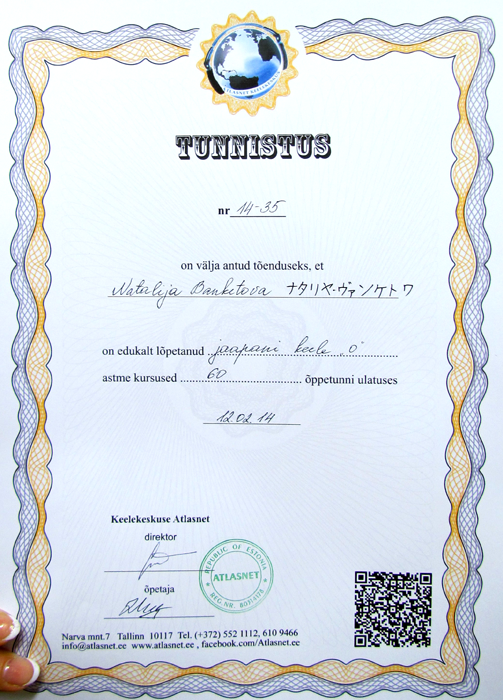 TUNNISTUS
nr 14-35
on välja antud tõenduseks, et
Natalija Banketova ナタリヤ・ヴァンケトワ
on edukalt lõpetanud jaapani keele „0"
astme kursused 60 õppetunni ulatuses
12.02.14
Keelekeskuse Atlasnet
direktor
õpetaja
REPUBLIC OF ESTONIA
ATLASNET
REG NR.
Narva mnt.7 Tallinn 10117 Tel. (+372) 552 1112, 610 9466
info@atlasnet.ee www.atlasnet.ee , facebook.com/Atlasnet.ee